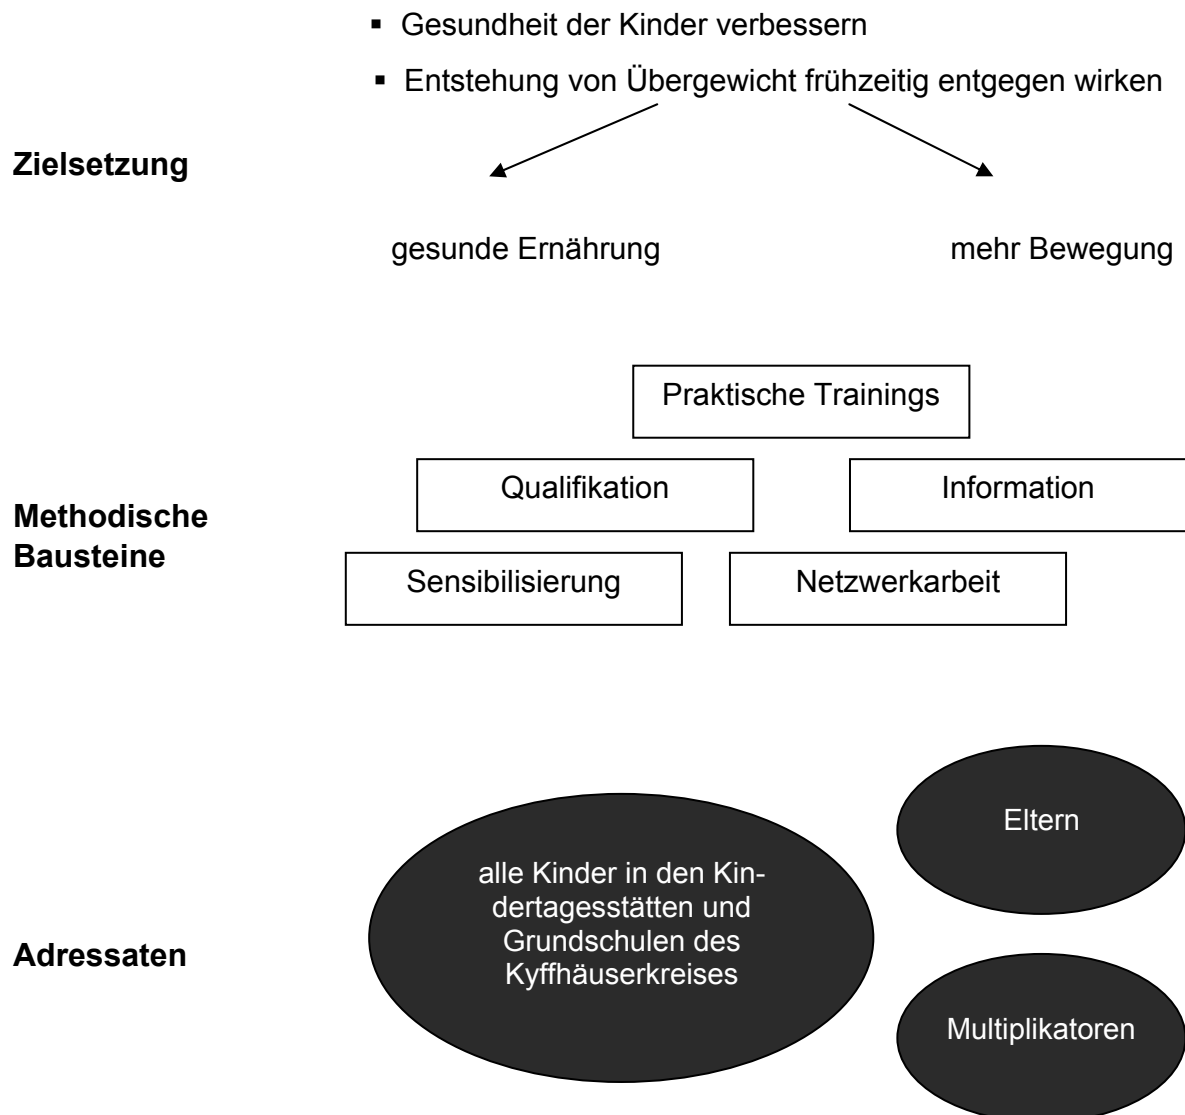 ▪ Gesundheit der Kinder verbessern
▪ Entstehung von Übergewicht frühzeitig entgegen wirken
Zielsetzung
gesunde Ernährung
mehr Bewegung
Praktische Trainings
Qualifikation
Information
Methodische
Bausteine
Sensibilisierung
Netzwerkarbeit
Eltern
alle Kinder in den Kin-
dertagesstätten und
Grundschulen des
Kyffhäuserkreises
Adressaten
Multiplikatoren